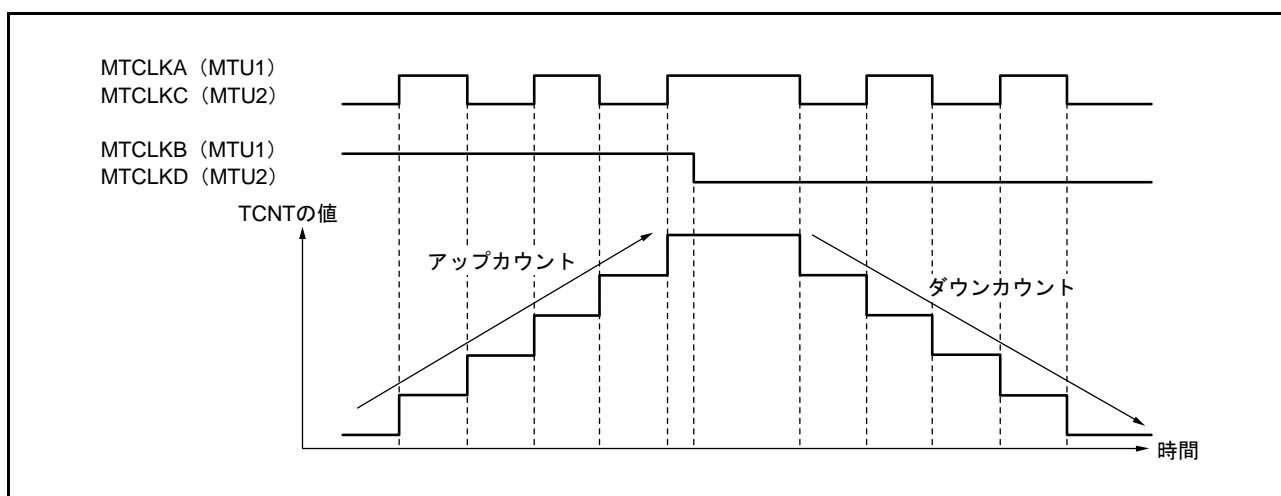 MTCLKA（MTU1）
MTCLKC（MTU2）
MTCLKB（MTU1）
MTCLKD（MTU2）
TCNTの値
アップカウント
ダウンカウント
時間